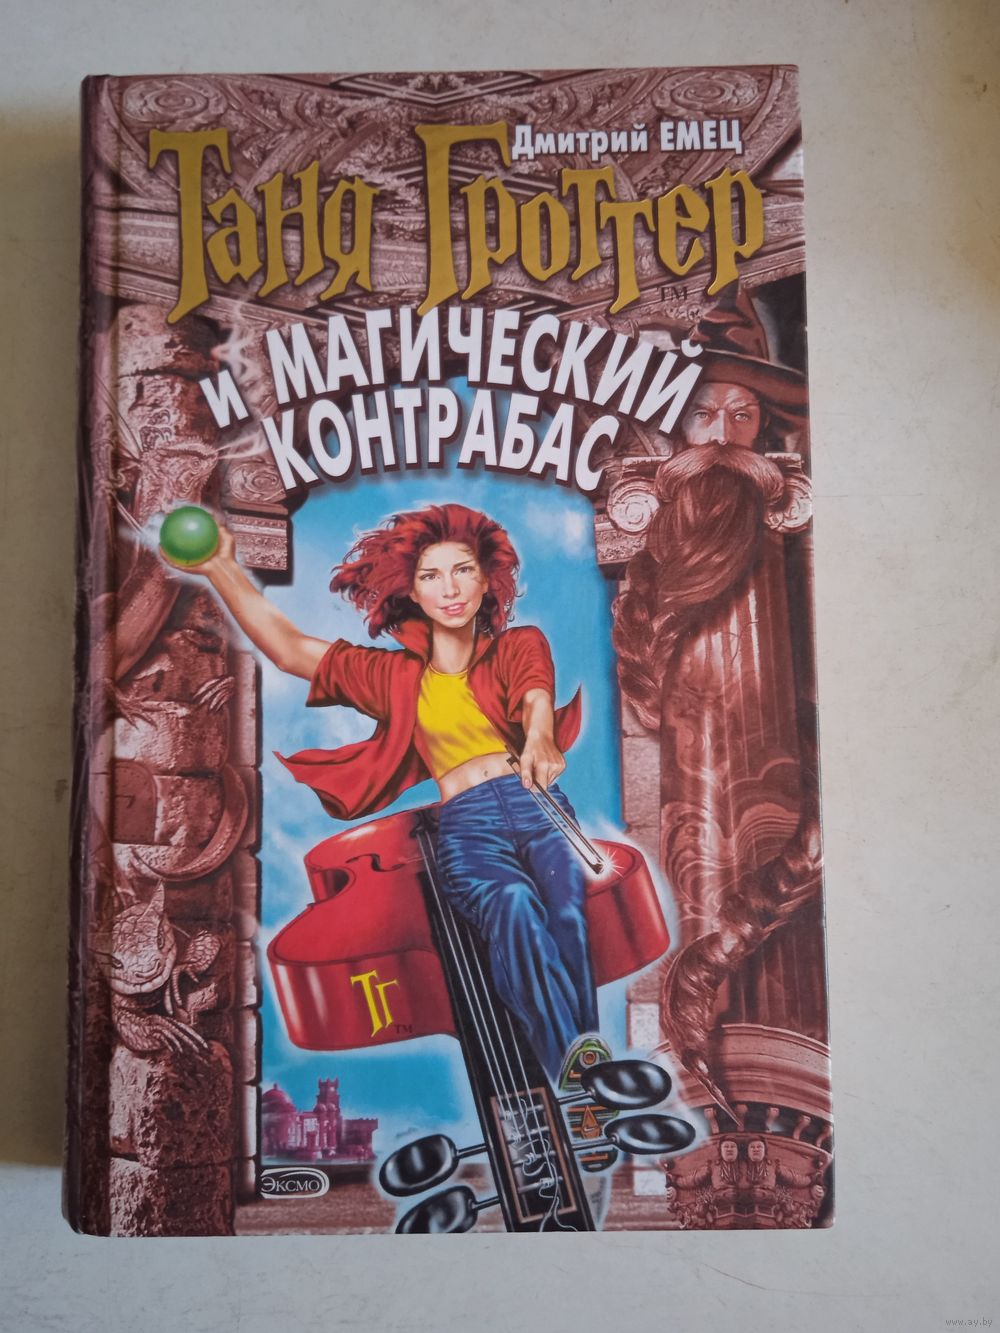 Дмитрий ЕМЕЦ
Таня Гроттер
TM
и МАГИЧЕСКИЙ
КОНТРАБАС
ТГ
TM
ЭКСМО
www.ay.by